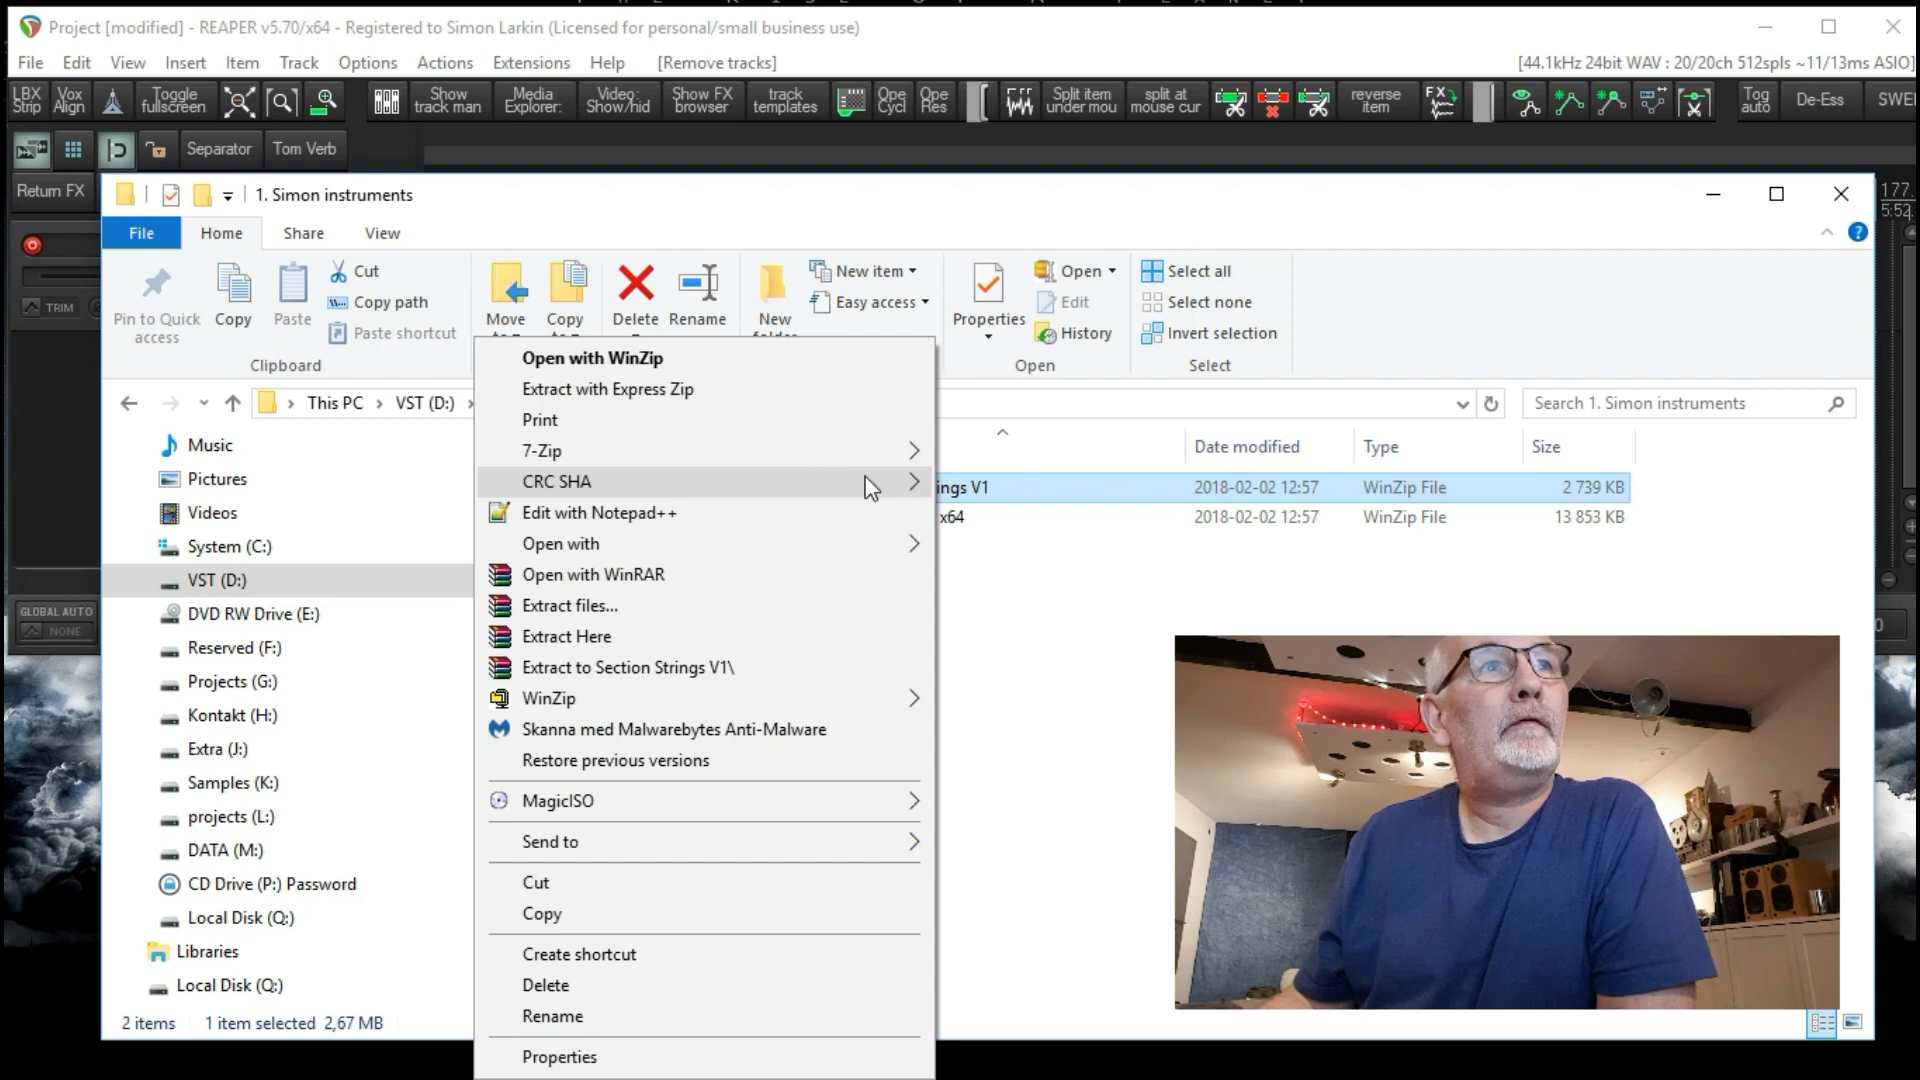 Project [modified] - REAPER v5.70/x64 - Registered to Simon Larkin (Licensed for personal/small business use)
File Edit View Insert Item Track Options Actions Extensions Help [Remove tracks]
[44.1kHz 24bit WAV : 20/20ch 512spls ~11/13ms ASIO]
LBX Strip
Vox Align
Toggle fullscreen
Show track man
Media Explorer:
Video: Show/hid
Show FX browser
track templates
Ope Cycl
Ope Res
Split item under mou
split at mouse cur
reverse item
FX
Tog auto
De-Ess
SWE
Separator
Tom Verb
Return FX
1. Simon instruments
177.
5:52.
File Home Share View
TRIM
Pin to Quick access
Copy
Paste
Cut
Copy path
Paste shortcut
Clipboard
Move
Copy
Delete
Rename
New
New item
Easy access
Properties
Open
Edit
History
Open
Select all
Select none
Invert selection
Select
This PC > VST (D:) >
Search 1. Simon instruments
Date modified Type Size
ings V1 2018-02-02 12:57 WinZip File 2 739 KB
x64 2018-02-02 12:57 WinZip File 13 853 KB
Music
Pictures
Videos
System (C:)
VST (D:)
DVD RW Drive (E:)
Reserved (F:)
Projects (G:)
Kontakt (H:)
Extra (J:)
Samples (K:)
projects (L:)
DATA (M:)
CD Drive (P:) Password
Local Disk (Q:)
Libraries
Local Disk (Q:)
GLOBAL AUTO
NONE
2 items 1 item selected 2,67 MB
Open with WinZip
Extract with Express Zip
Print
7-Zip
CRC SHA
Edit with Notepad++
Open with
Open with WinRAR
Extract files...
Extract Here
Extract to Section Strings V1\
WinZip
Skanna med Malwarebytes Anti-Malware
Restore previous versions
MagicISO
Send to
Cut
Copy
Create shortcut
Delete
Rename
Properties